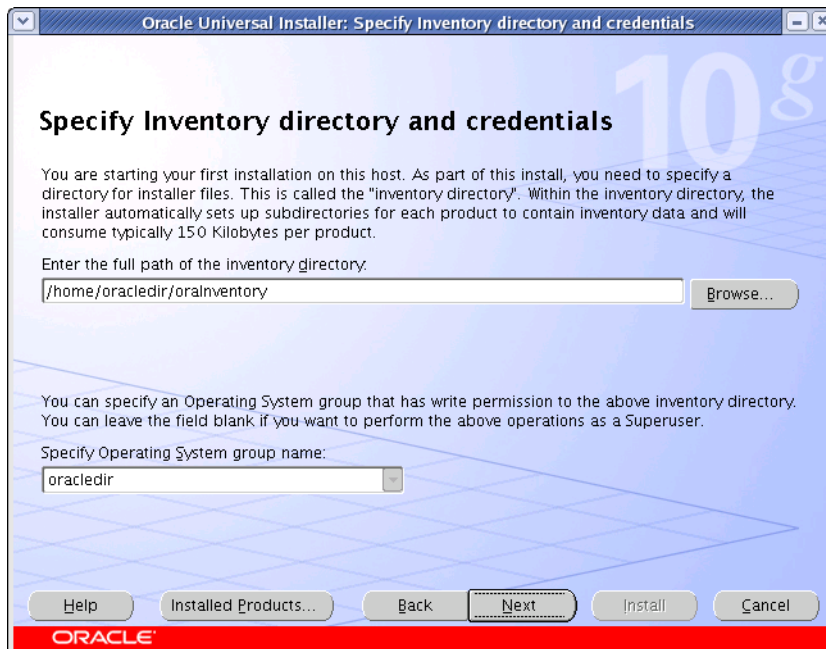 Oracle Universal Installer: Specify Inventory directory and credentials
10g
Specify Inventory directory and credentials
You are starting your first installation on this host. As part of this install, you need to specify a
directory for installer files. This is called the "inventory directory". Within the inventory directory, the
installer automatically sets up subdirectories for each product to contain inventory data and will
consume typically 150 Kilobytes per product.
Enter the full path of the inventory directory:
/home/oracledir/oraInventory
Browse...
You can specify an Operating System group that has write permission to the above inventory directory.
You can leave the field blank if you want to perform the above operations as a Superuser.
Specify Operating System group name:
oracledir
Help Installed Products... Back Next Install Cancel
ORACLE